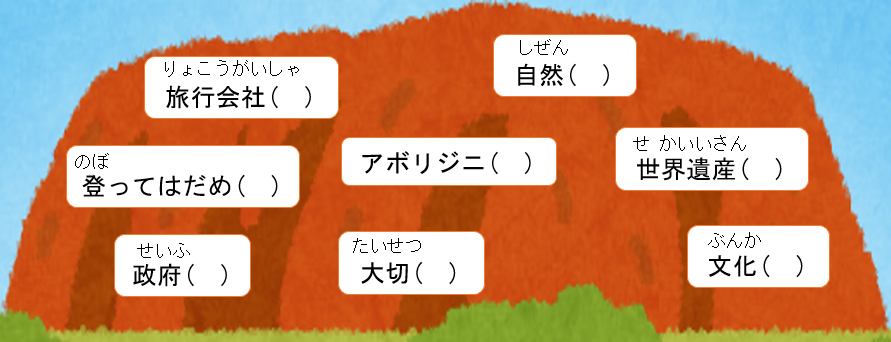 しぜん
自然(　)
りょこうがいしゃ
旅行会社(　)
せかいいさん
世界遺産(　)
アボリジニ(　)
のぼ
登ってはだめ(　)
ぶんか
文化(　)
たいせつ
大切(　)
せいふ
政府(　)